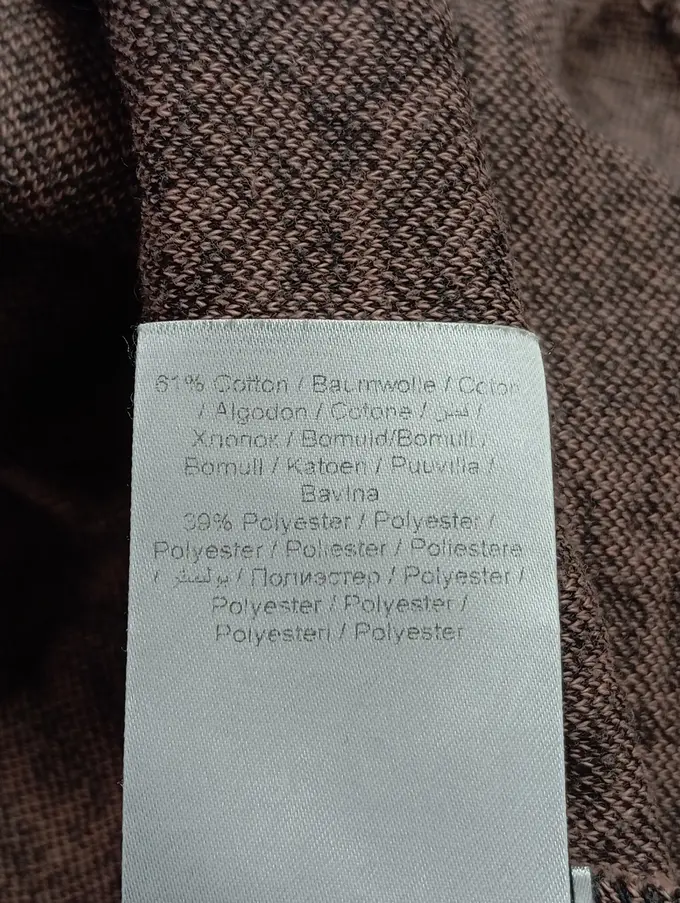 61% Cotton / Baumwolle / Coton
/ Algodon / Cotone / قطن /
Хлопок / Bomuld/Bomull /
Bomull / Katoen / Puuvilla /
Bavlna
39% Polyester / Polyester /
Polyester / Poliester / Poliestere
/ بوليستر / Полиэстер / Polyester /
Polyester / Polyester /
Polyesteri / Polyester